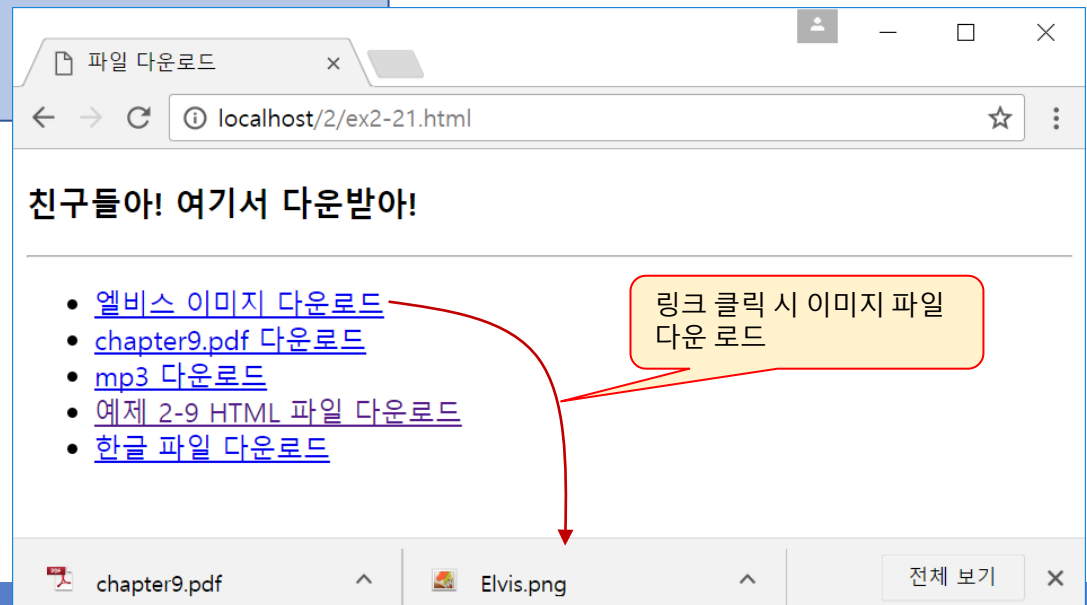 파일 다운로드
localhost/2/ex2-21.html
친구들아! 여기서 다운받아!
엘비스 이미지 다운로드
chapter9.pdf 다운로드
mp3 다운로드
예제 2-9 HTML 파일 다운로드
한글 파일 다운로드
링크 클릭 시 이미지 파일
다운 로드
chapter9.pdf
Elvis.png
전체 보기